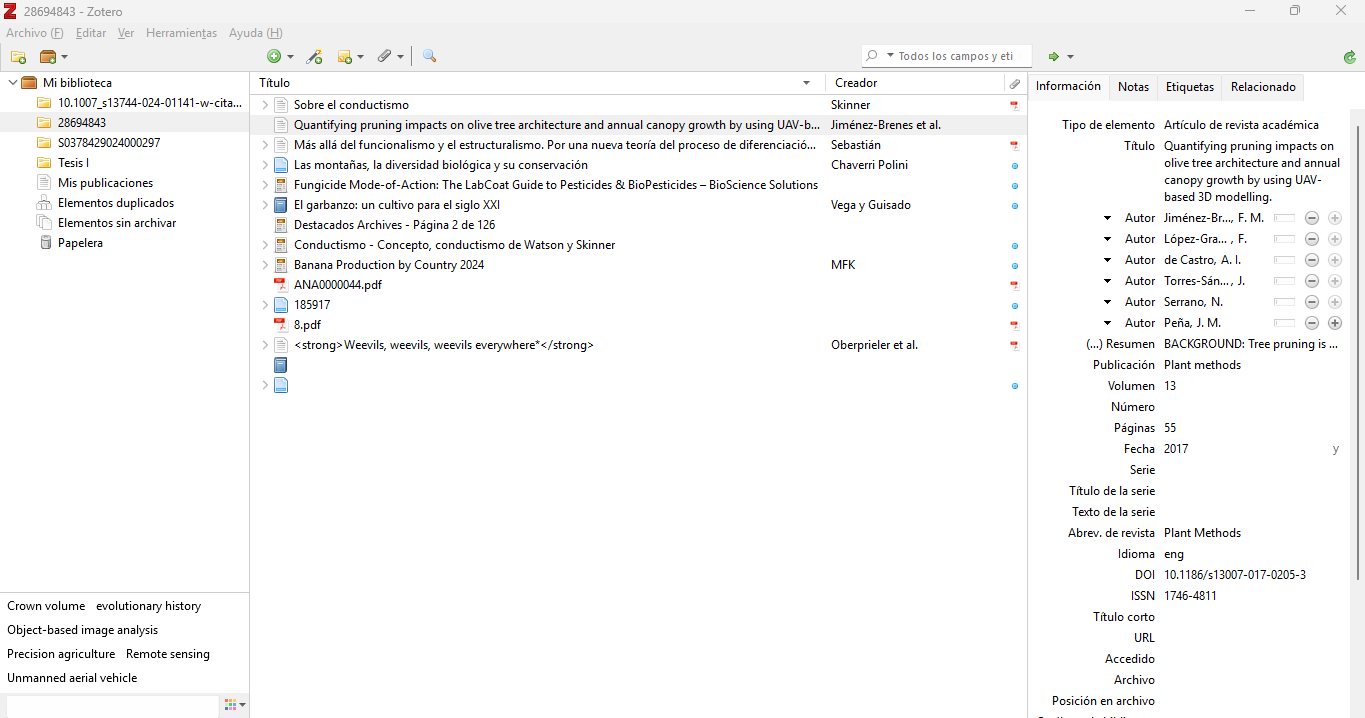 28694843 - Zotero
Archivo (F) Editar Ver Herramientas Ayuda (H)
Todos los campos y eti
Mi biblioteca
10.1007_s13744-024-01141-w-cita...
28694843
S0378429024000297
Tesis I
Mis publicaciones
Elementos duplicados
Elementos sin archivar
Papelera
Crown volume evolutionary history
Object-based image analysis
Precision agriculture Remote sensing
Unmanned aerial vehicle
Título Creador
Sobre el conductismo Skinner
Quantifying pruning impacts on olive tree architecture and annual canopy growth by using UAV-b... Jiménez-Brenes et al.
Más allá del funcionalismo y el estructuralismo. Por una nueva teoría del proceso de diferenciació... Sebastián
Las montañas, la diversidad biológica y su conservación Chaverri Polini
Fungicide Mode-of-Action: The LabCoat Guide to Pesticides & BioPesticides – BioScience Solutions
El garbanzo: un cultivo para el siglo XXI Vega y Guisado
Destacados Archives - Página 2 de 126
Conductismo - Concepto, conductismo de Watson y Skinner
Banana Production by Country 2024 MFK
ANA0000044.pdf
185917
8.pdf
<strong>Weevils, weevils, weevils everywhere*</strong> Oberprieler et al.
Información Notas Etiquetas Relacionado
Tipo de elemento Artículo de revista académica
Título Quantifying pruning impacts on
olive tree architecture and annual
canopy growth by using UAV-
based 3D modelling.
Autor Jiménez-Br..., F. M.
Autor López-Gra... , F.
Autor de Castro, A. I.
Autor Torres-Sán..., J.
Autor Serrano, N.
Autor Peña, J. M.
(...) Resumen BACKGROUND: Tree pruning is ...
Publicación Plant methods
Volumen 13
Número
Páginas 55
Fecha 2017 y
Serie
Título de la serie
Texto de la serie
Abrev. de revista Plant Methods
Idioma eng
DOI 10.1186/s13007-017-0205-3
ISSN 1746-4811
Título corto
URL
Accedido
Archivo
Posición en archivo